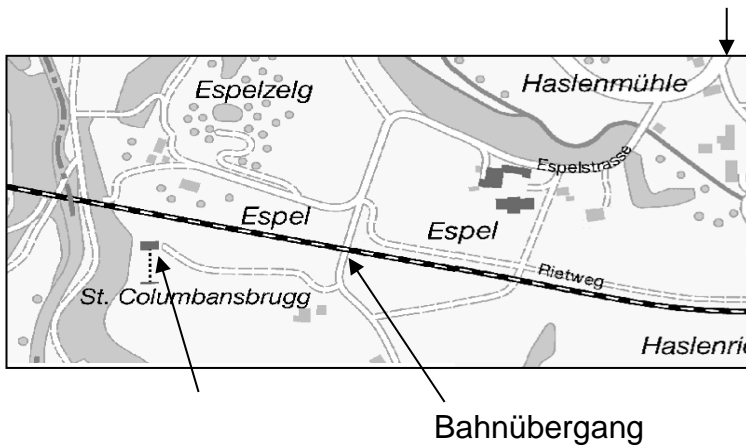 Espelzelg
Haslenmühle
Espelstrasse
Espel
Espel
Rietweg
St. Columbansbrugg
Haslenri
Bahnübergang